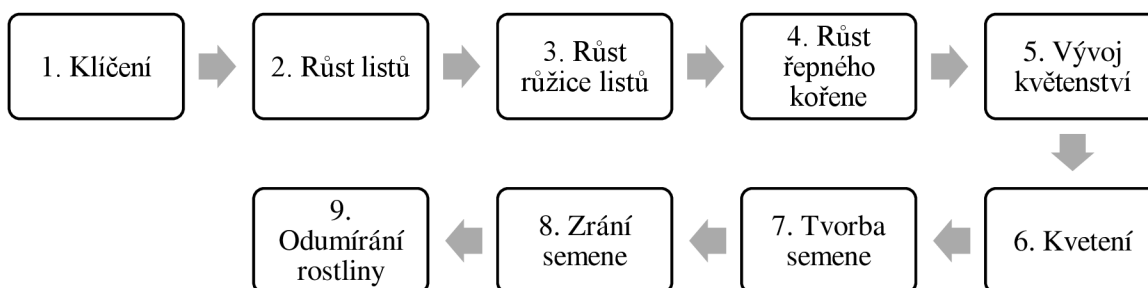 1. Klíčení
2. Růst listů
3. Růst
růžice listů
4. Růst
řepného
kořene
5. Vývoj
květenství
6. Kvetení
7. Tvorba
semene
8. Zrání
semene
9.
Odumírání
rostliny